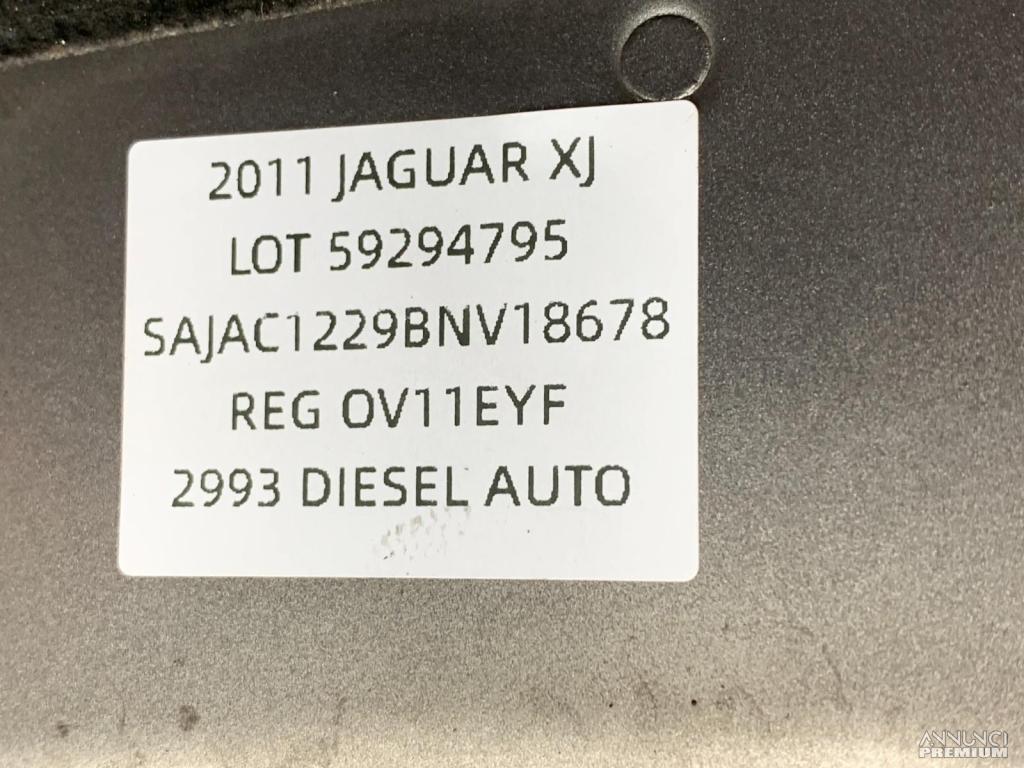 2011 JAGUAR XJ
LOT 59294795
SAJAC1229BNV18678
REG OV11EYF
2993 DIESEL AUTO
ANNUNCI
PREMIUM